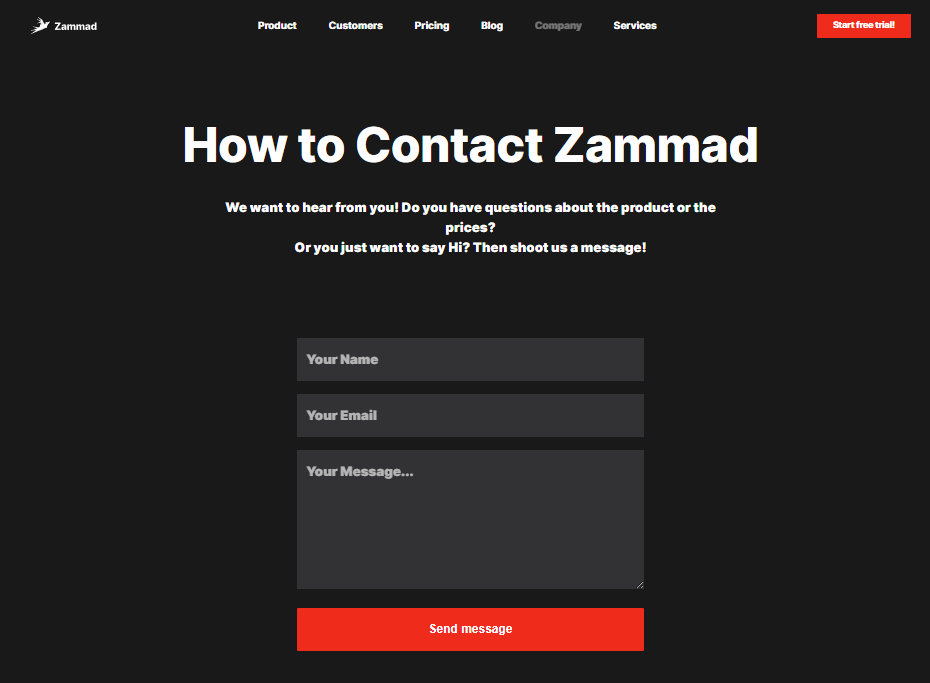 Zammad
Product
Customers
Pricing
Blog
Company
Services
Start free trial!
How to Contact Zammad
We want to hear from you! Do you have questions about the product or the
prices?
Or you just want to say Hi? Then shoot us a message!
Your Name
Your Email
Your Message...
Send message